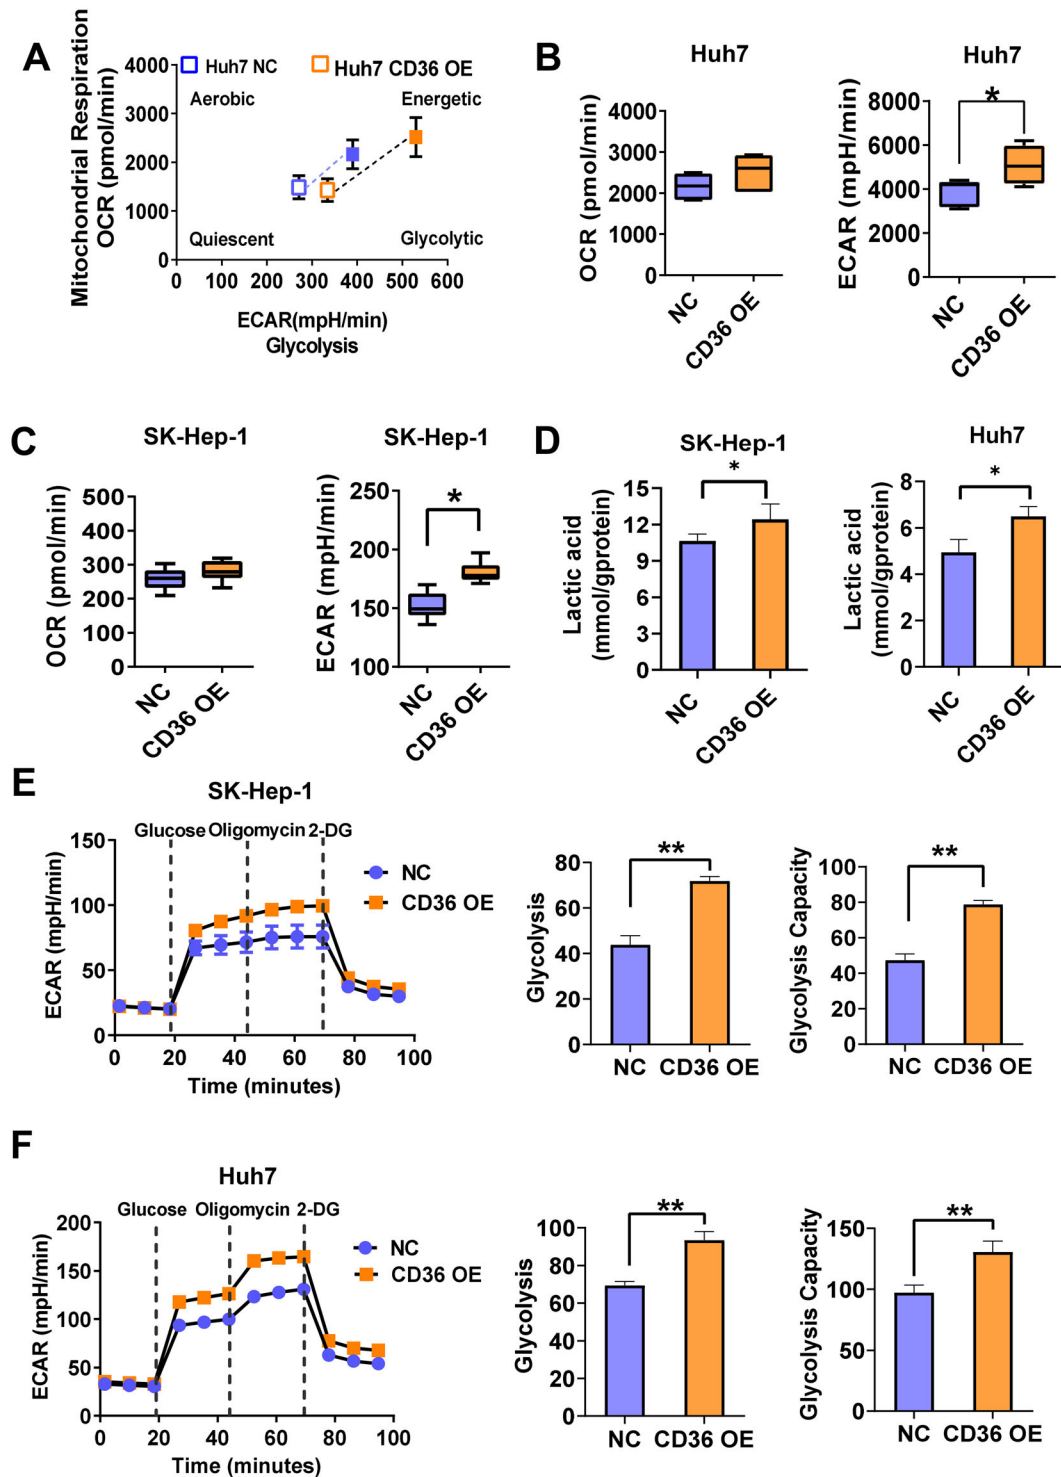 A
Mitochondrial Respiration
OCR (pmol/min)
4000
3000
2000
1000
0
Huh7 NC
Huh7 CD36 OE
Aerobic
Energetic
Quiescent
Glycolytic
0 100 200 300 400 500 600
ECAR(mpH/min)
Glycolysis
B
Huh7
OCR (pmol/min)
4000
3000
2000
1000
0
NC
CD36 OE
Huh7
ECAR (mpH/min)
8000
6000
4000
2000
0
*
NC
CD36 OE
C
SK-Hep-1
OCR (pmol/min)
500
400
300
200
100
0
NC
CD36 OE
SK-Hep-1
ECAR (mpH/min)
250
200
150
100
*
NC
CD36 OE
D
SK-Hep-1
Lactic acid
(mmol/gprotein)
15
12
9
6
3
0
*
NC
CD36 OE
Huh7
Lactic acid
(mmol/gprotein)
8
6
4
2
0
*
NC
CD36 OE
E
SK-Hep-1
Glucose Oligomycin 2-DG
ECAR (mpH/min)
150
100
50
0
NC
CD36 OE
0 20 40 60 80 100
Time (minutes)
Glycolysis
80
60
40
20
0
**
NC CD36 OE
Glycolysis Capacity
100
80
60
40
20
0
**
NC CD36 OE
F
Huh7
Glucose Oligomycin 2-DG
ECAR (mpH/min)
200
150
100
50
0
NC
CD36 OE
0 20 40 60 80 100
Time (minutes)
Glycolysis
100
80
60
40
20
0
**
NC CD36 OE
Glycolysis Capacity
150
100
50
0
**
NC CD36 OE